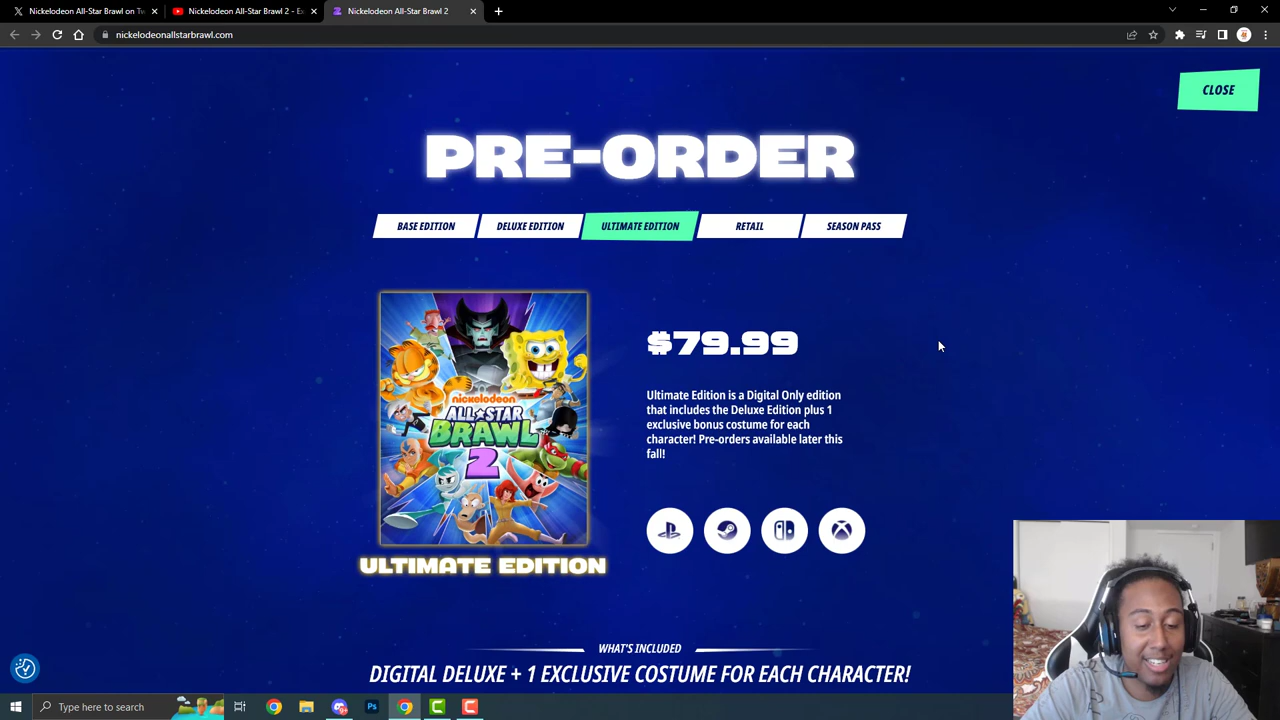 Nickelodeon All-Star Brawl on Tw
Nickelodeon All-Star Brawl 2 - Ex
Nickelodeon All-Star Brawl 2
nickelodeonallstarbrawl.com
CLOSE
PRE-ORDER
BASE EDITION
DELUXE EDITION
ULTIMATE EDITION
RETAIL
SEASON PASS
nickelodeon
ALL★STAR
BRAWL
2
ULTIMATE EDITION
$79.99
Ultimate Edition is a Digital Only edition
that includes the Deluxe Edition plus 1
exclusive bonus costume for each
character! Pre-orders available later this
fall!
WHAT'S INCLUDED
DIGITAL DELUXE + 1 EXCLUSIVE COSTUME FOR EACH CHARACTER!
Type here to search
Ps